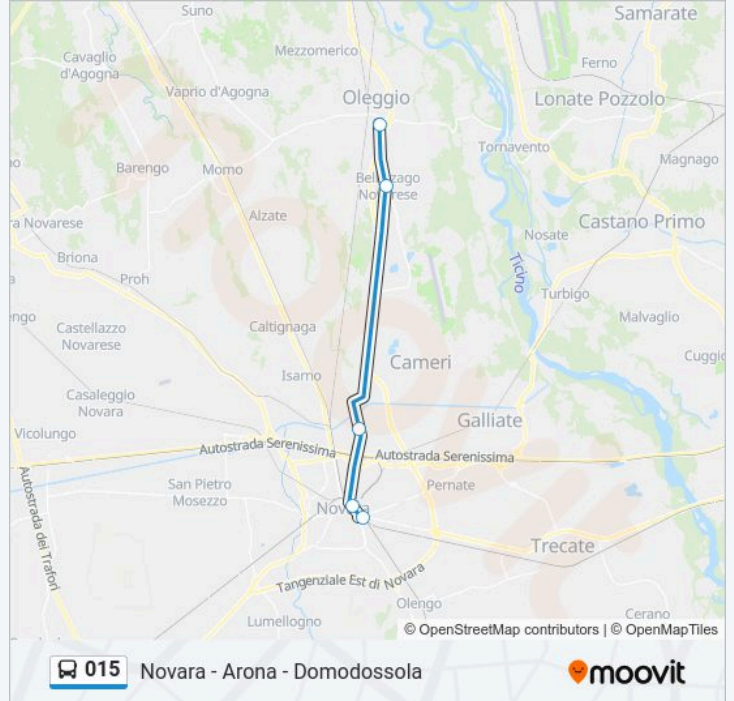 Suno
Samarate
Mezzomerico
Cavaglio
d'Agogna
Ferno
Vaprio d'Agogna
Oleggio
Lonate Pozzolo
Tornavento
Magnago
Barengo
Momo
Castano Primo
Alzate
ra Novarese
Nosate
Briona
Ticino
Proh
Turbigo
Malvaglio
Castellazzo
Novarese
Caltignaga
Cameri
Cuggio
Isarno
Casaleggio
Novara
Galliate
Vicolungo
Autostrada Serenissima
Autostrada Serenissima
San Pietro
Mosezzo
Pernate
Autostrada dei Trafori
Trecate
Tangenziale Est di Novara
Olengo
Lumellogno
Cerano
© OpenStreetMap contributors | © OpenMapTiles
015 Novara - Arona - Domodossola
moovit